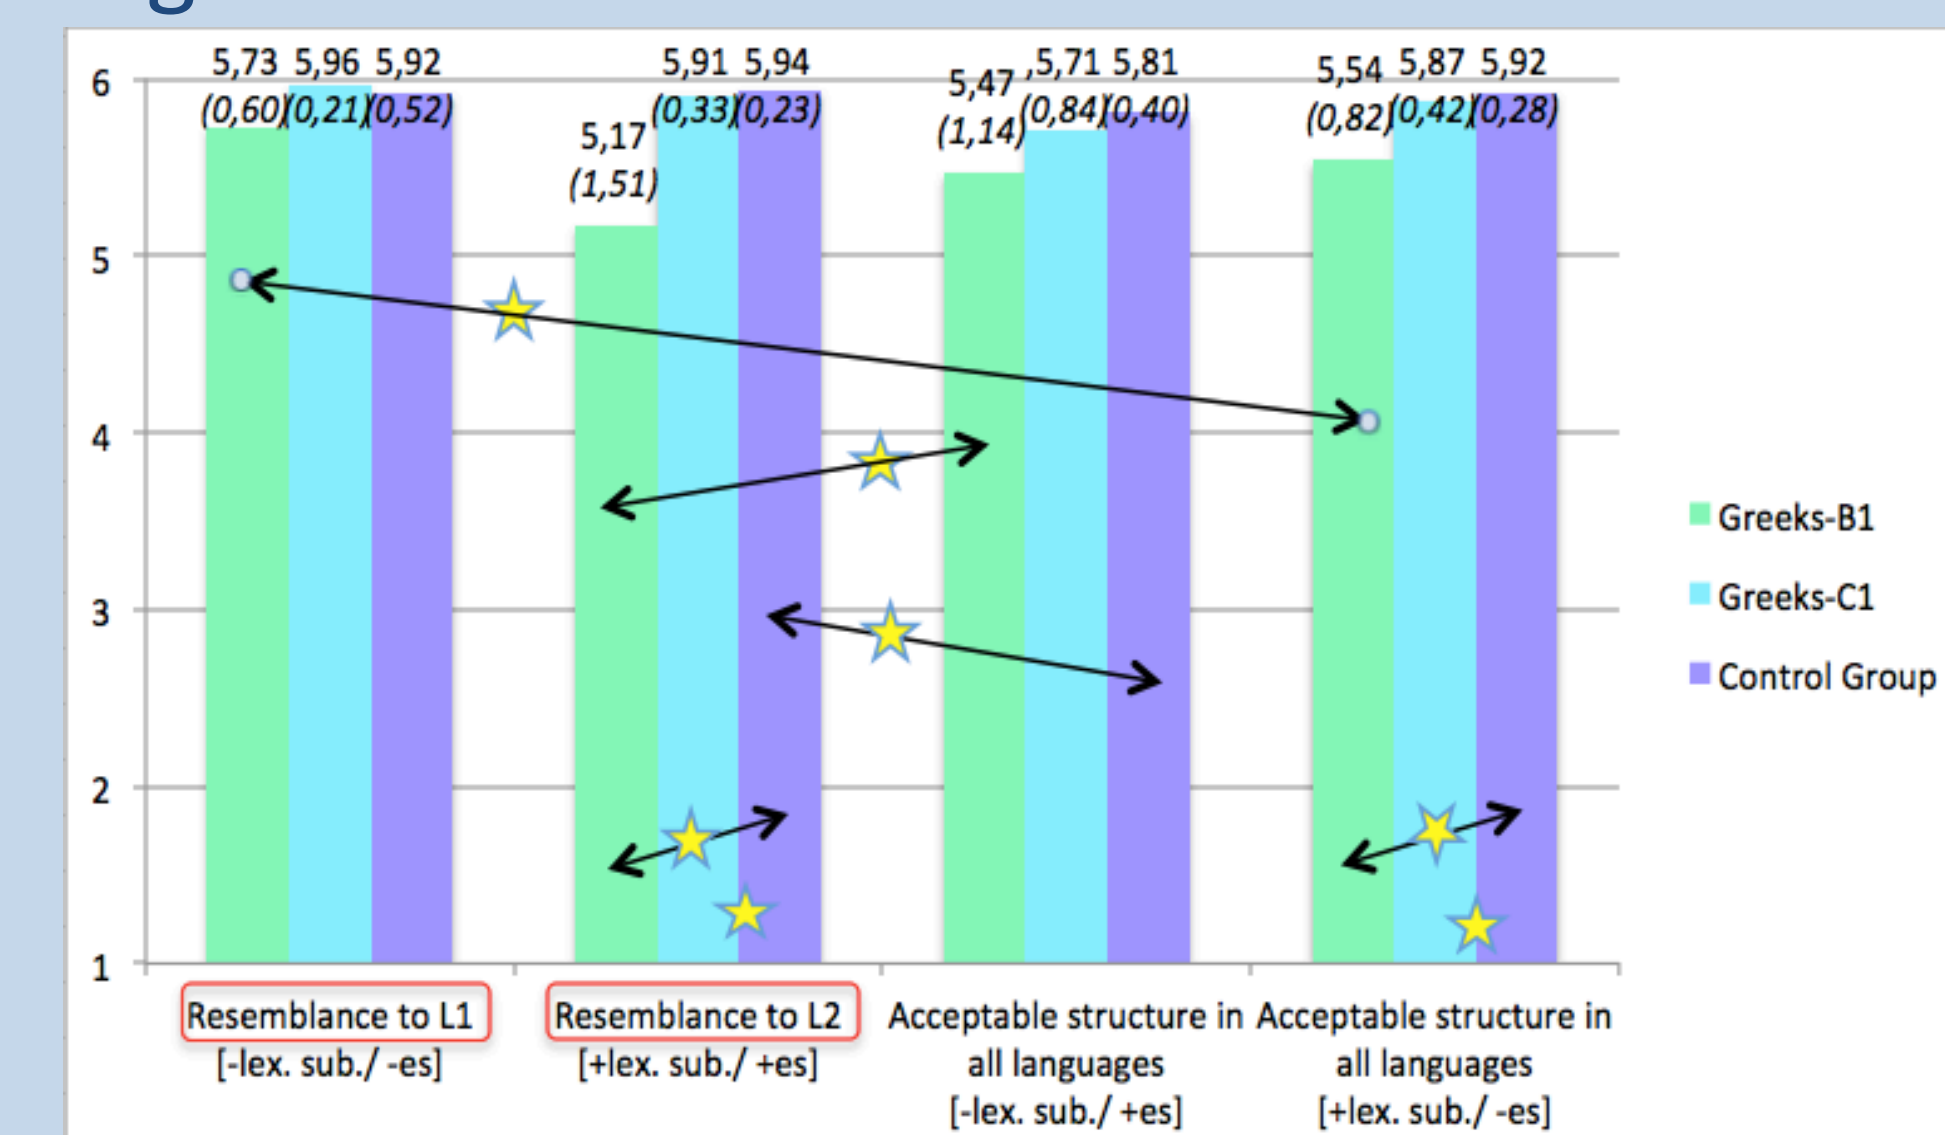 5,73 5,96 5,92
(0,60) (0,21) (0,52)
5,17 5,91 5,94
(1,51) (0,33) (0,23)
5,47 ,5,71 5,81
(1,14) (0,84) (0,40)
5,54 5,87 5,92
(0,82) (0,42) (0,28)
6
5
4
3
2
1
Greeks-B1
Greeks-C1
Control Group
Resemblance to L1
[-lex. sub./ -es]
Resemblance to L2
[+lex. sub./ +es]
Acceptable structure in
all languages
[-lex. sub./ +es]
Acceptable structure in
all languages
[+lex. sub./ -es]